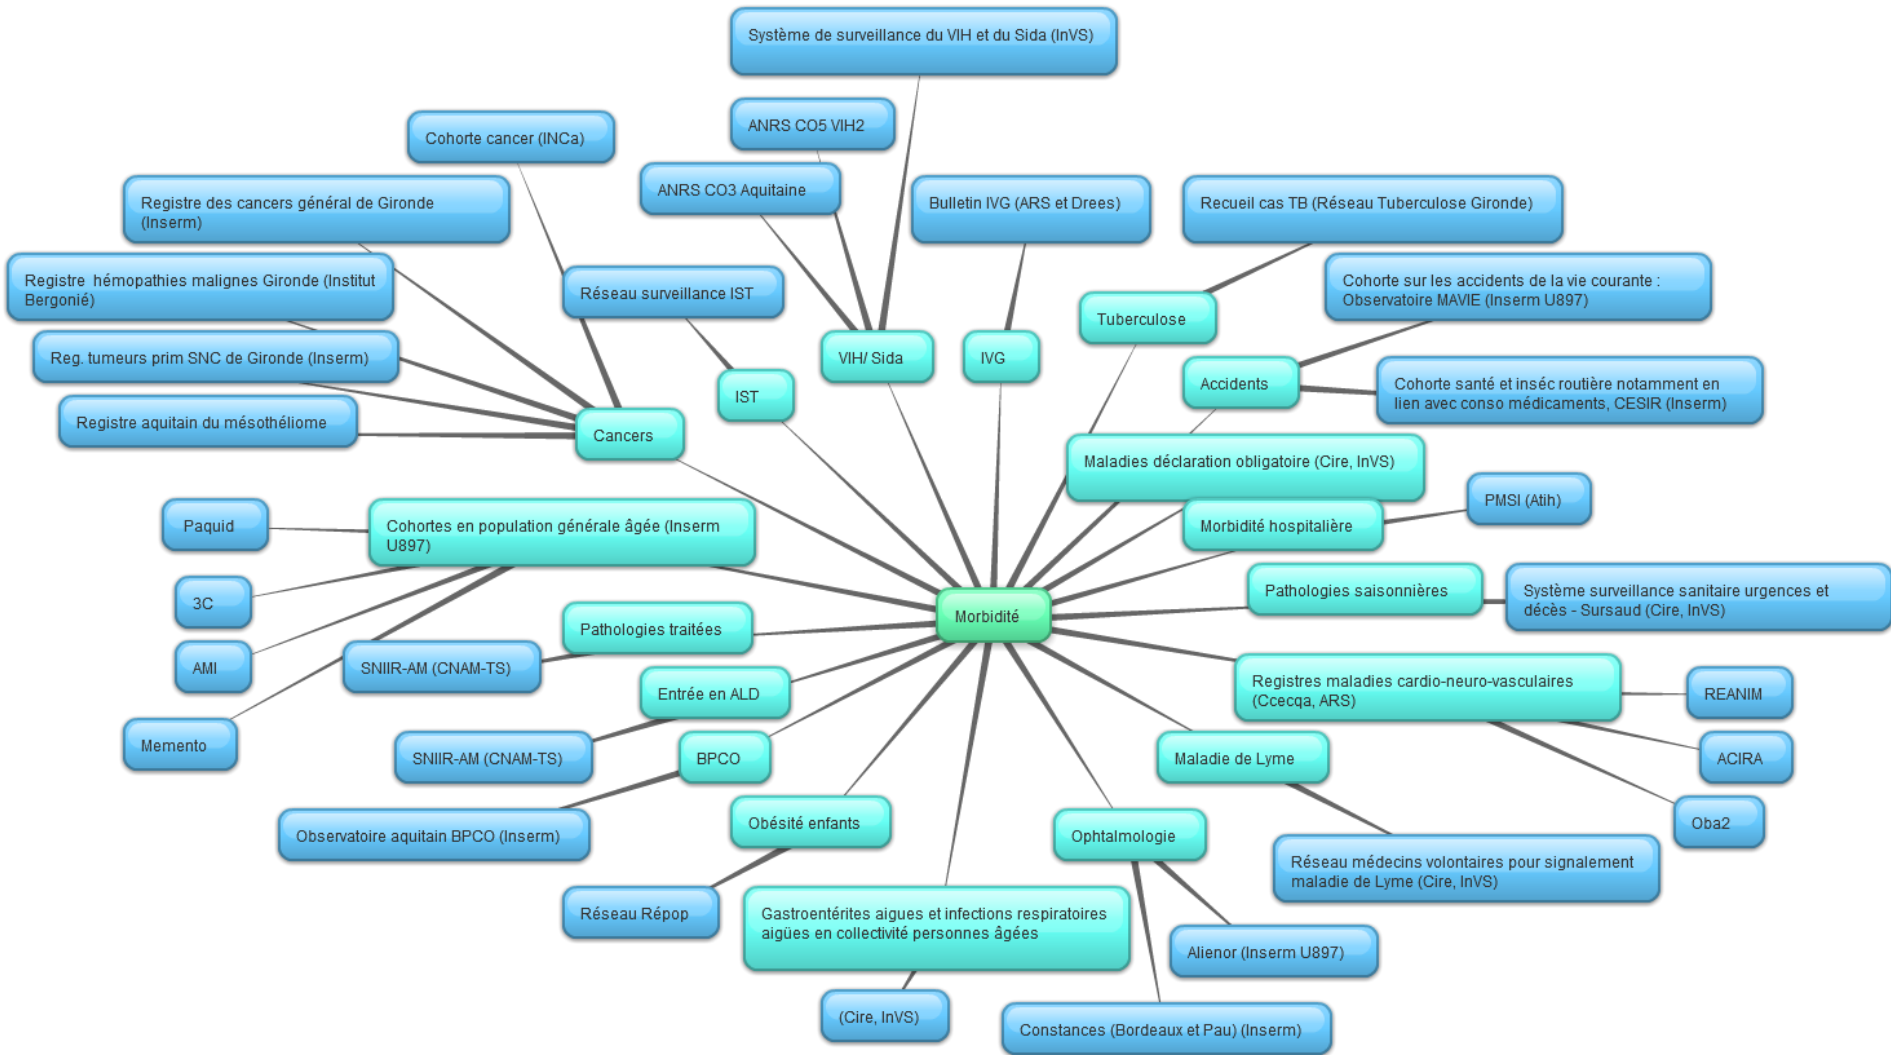 Système de surveillance du VIH et du Sida (InVS)
ANRS CO5 VIH2
Cohorte cancer (INCa)
ANRS CO3 Aquitaine
Bulletin IVG (ARS et Drees)
Recueil cas TB (Réseau Tuberculose Gironde)
Registre des cancers général de Gironde
(Inserm)
Registre  hémopathies malignes Gironde (Institut
Bergonié)
Réseau surveillance IST
Cohorte sur les accidents de la vie courante :
Observatoire MAVIE (Inserm U897)
Tuberculose
Reg. tumeurs prim SNC de Gironde (Inserm)
VIH/ Sida
IVG
Accidents
IST
Cohorte santé et inséc routière notamment en
lien avec conso médicaments, CESIR (Inserm)
Registre aquitain du mésothéliome
Cancers
Maladies déclaration obligatoire (Cire, InVS)
PMSI (Atih)
Paquid
Cohortes en population générale âgée (Inserm
U897)
Morbidité hospitalière
3C
Pathologies saisonnières
Système surveillance sanitaire urgences et
décès - Sursaud (Cire, InVS)
Morbidité
Pathologies traitées
AMI
SNIIR-AM (CNAM-TS)
Entrée en ALD
Registres maladies cardio-neuro-vasculaires
(Ccecqa, ARS)
REANIM
Memento
SNIIR-AM (CNAM-TS)
BPCO
Maladie de Lyme
ACIRA
Observatoire aquitain BPCO (Inserm)
Obésité enfants
Ophtalmologie
Oba2
Réseau médecins volontaires pour signalement
maladie de Lyme (Cire, InVS)
Réseau Répop
Gastroentérites aigues et infections respiratoires
aigües en collectivité personnes âgées
Alienor (Inserm U897)
(Cire, InVS)
Constances (Bordeaux et Pau) (Inserm)